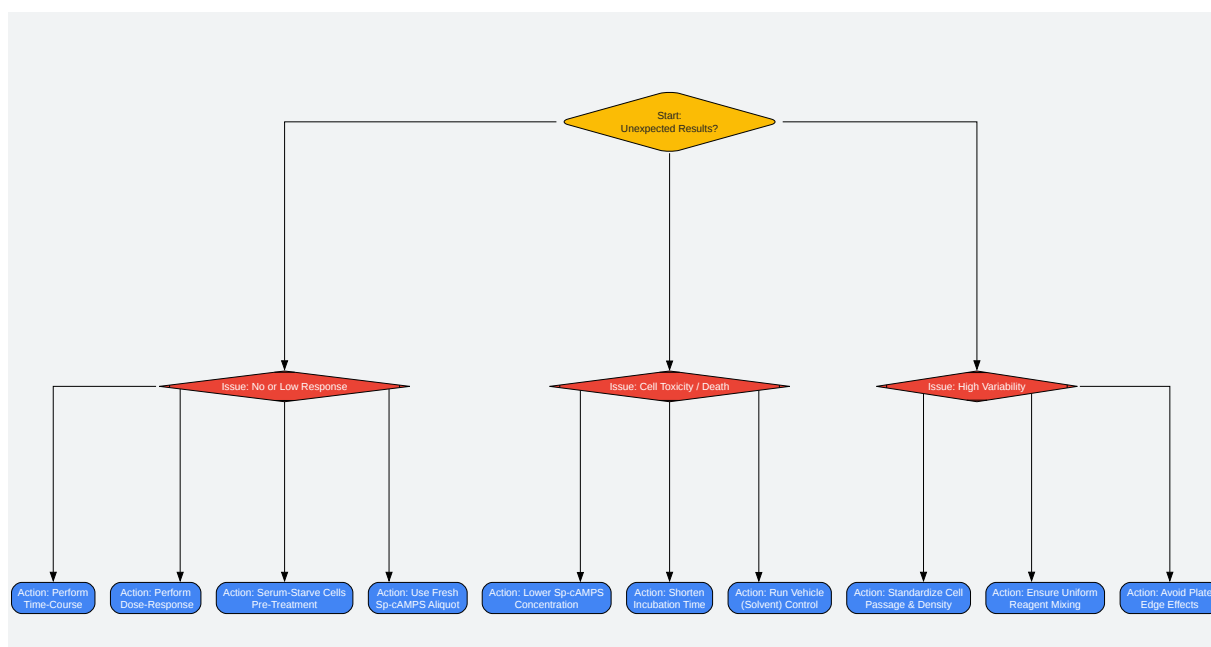 Start:
Unexpected Results?
Issue: No or Low Response
Issue: Cell Toxicity / Death
Issue: High Variability
Action: Perform
Time-Course
Action: Perform
Dose-Response
Action: Serum-Starve Cells
Pre-Treatment
Action: Use Fresh
Sp-cAMPS Aliquot
Action: Lower Sp-cAMPS
Concentration
Action: Shorten
Incubation Time
Action: Run Vehicle
(Solvent) Control
Action: Standardize Cell
Passage & Density
Action: Ensure Uniform
Reagent Mixing
Action: Avoid Plate
Edge Effects